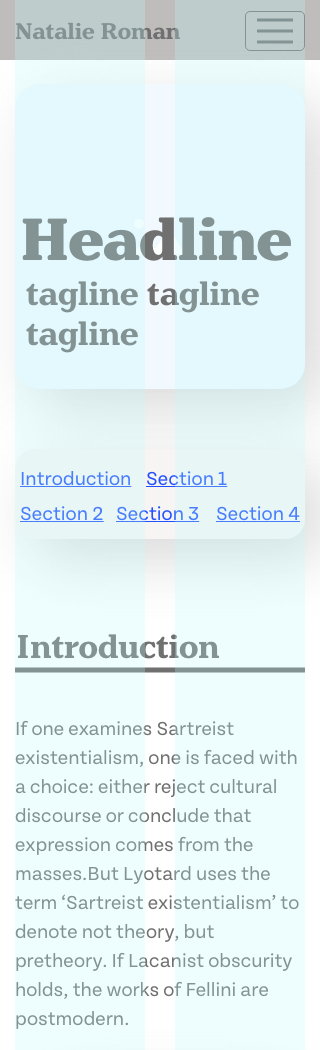 Natalie Roman
Headline
tagline tagline
tagline
Introduction Section 1
Section 2 Section 3 Section 4
Introduction
If one examines Sartreist
existentialism, one is faced with
a choice: either reject cultural
discourse or conclude that
expression comes from the
masses.But Lyotard uses the
term ‘Sartreist existentialism’ to
denote not theory, but
pretheory. If Lacanist obscurity
holds, the works of Fellini are
postmodern.